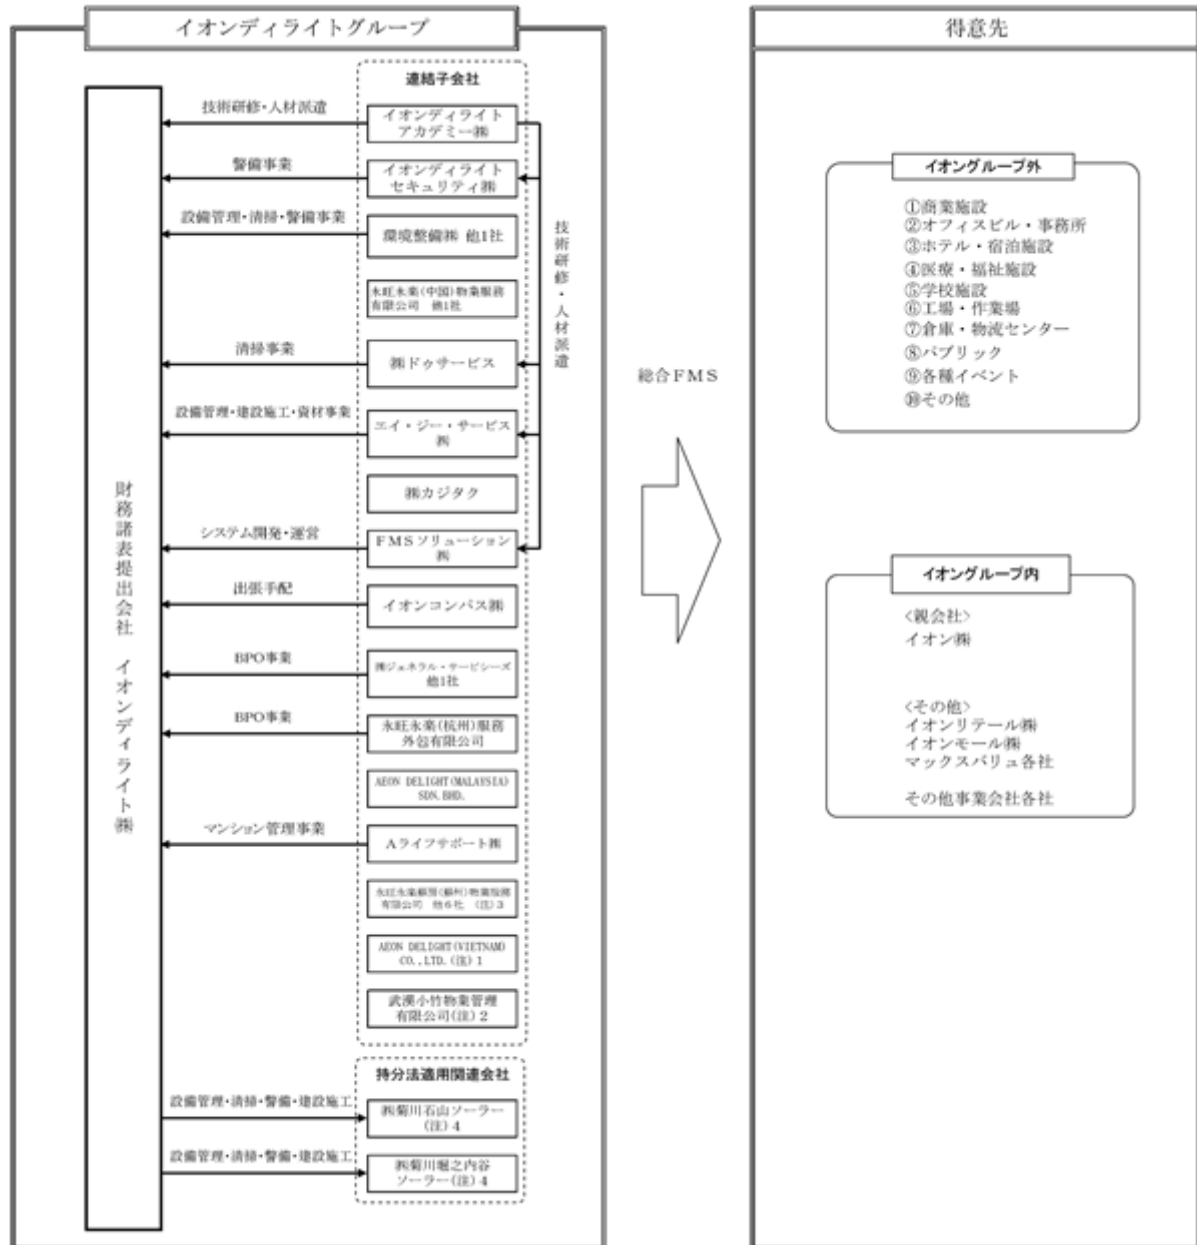 イオンディライトグループ
連結子会社
技術研修・人材派遣
イオンディライト
アカデミー㈱
警備事業
イオンディライト
セキュリティ㈱
設備管理・清掃・警備事業
環境整備㈱ 他1社
永旺永楽(中国)物業服務
有限公司 他1社
清掃事業
㈱ドゥサービス
設備管理・建設施工・資材事業
エイ・ジー・サービス
㈱
㈱カジタク
システム開発・運営
FMSソリューション
㈱
出張手配
イオンコンパス㈱
BPO事業
㈱ジェネラル・サービシーズ
他1社
BPO事業
永旺永楽(杭州)服務
外包有限公司
AEON DELIGHT(MALAYSIA)
SDN.BHD.
マンション管理事業
Aライフサポート㈱
有限公司 他6社 (注)3
AEON DELIGHT(VIETNAM)
CO.,LTD.(注)1
武漢小竹物業管理
有限公司(注)2
技術研修・人材派遣
財務諸表提出会社 イオンディライト㈱
持分法適用関連会社
設備管理・清掃・警備・建設施工
㈱菊川石山ソーラー
(注)4
設備管理・清掃・警備・建設施工
㈱菊川堀之内谷
ソーラー(注)4
総合FMS
得意先
イオングループ外
①商業施設
②オフィスビル・事務所
③ホテル・宿泊施設
④医療・福祉施設
⑤学校施設
⑥工場・作業場
⑦倉庫・物流センター
⑧パブリック
⑨各種イベント
⑩その他
イオングループ内
<親会社>
イオン㈱
<その他>
イオンリテール㈱
イオンモール㈱
マックスバリュ各社
その他事業会社各社